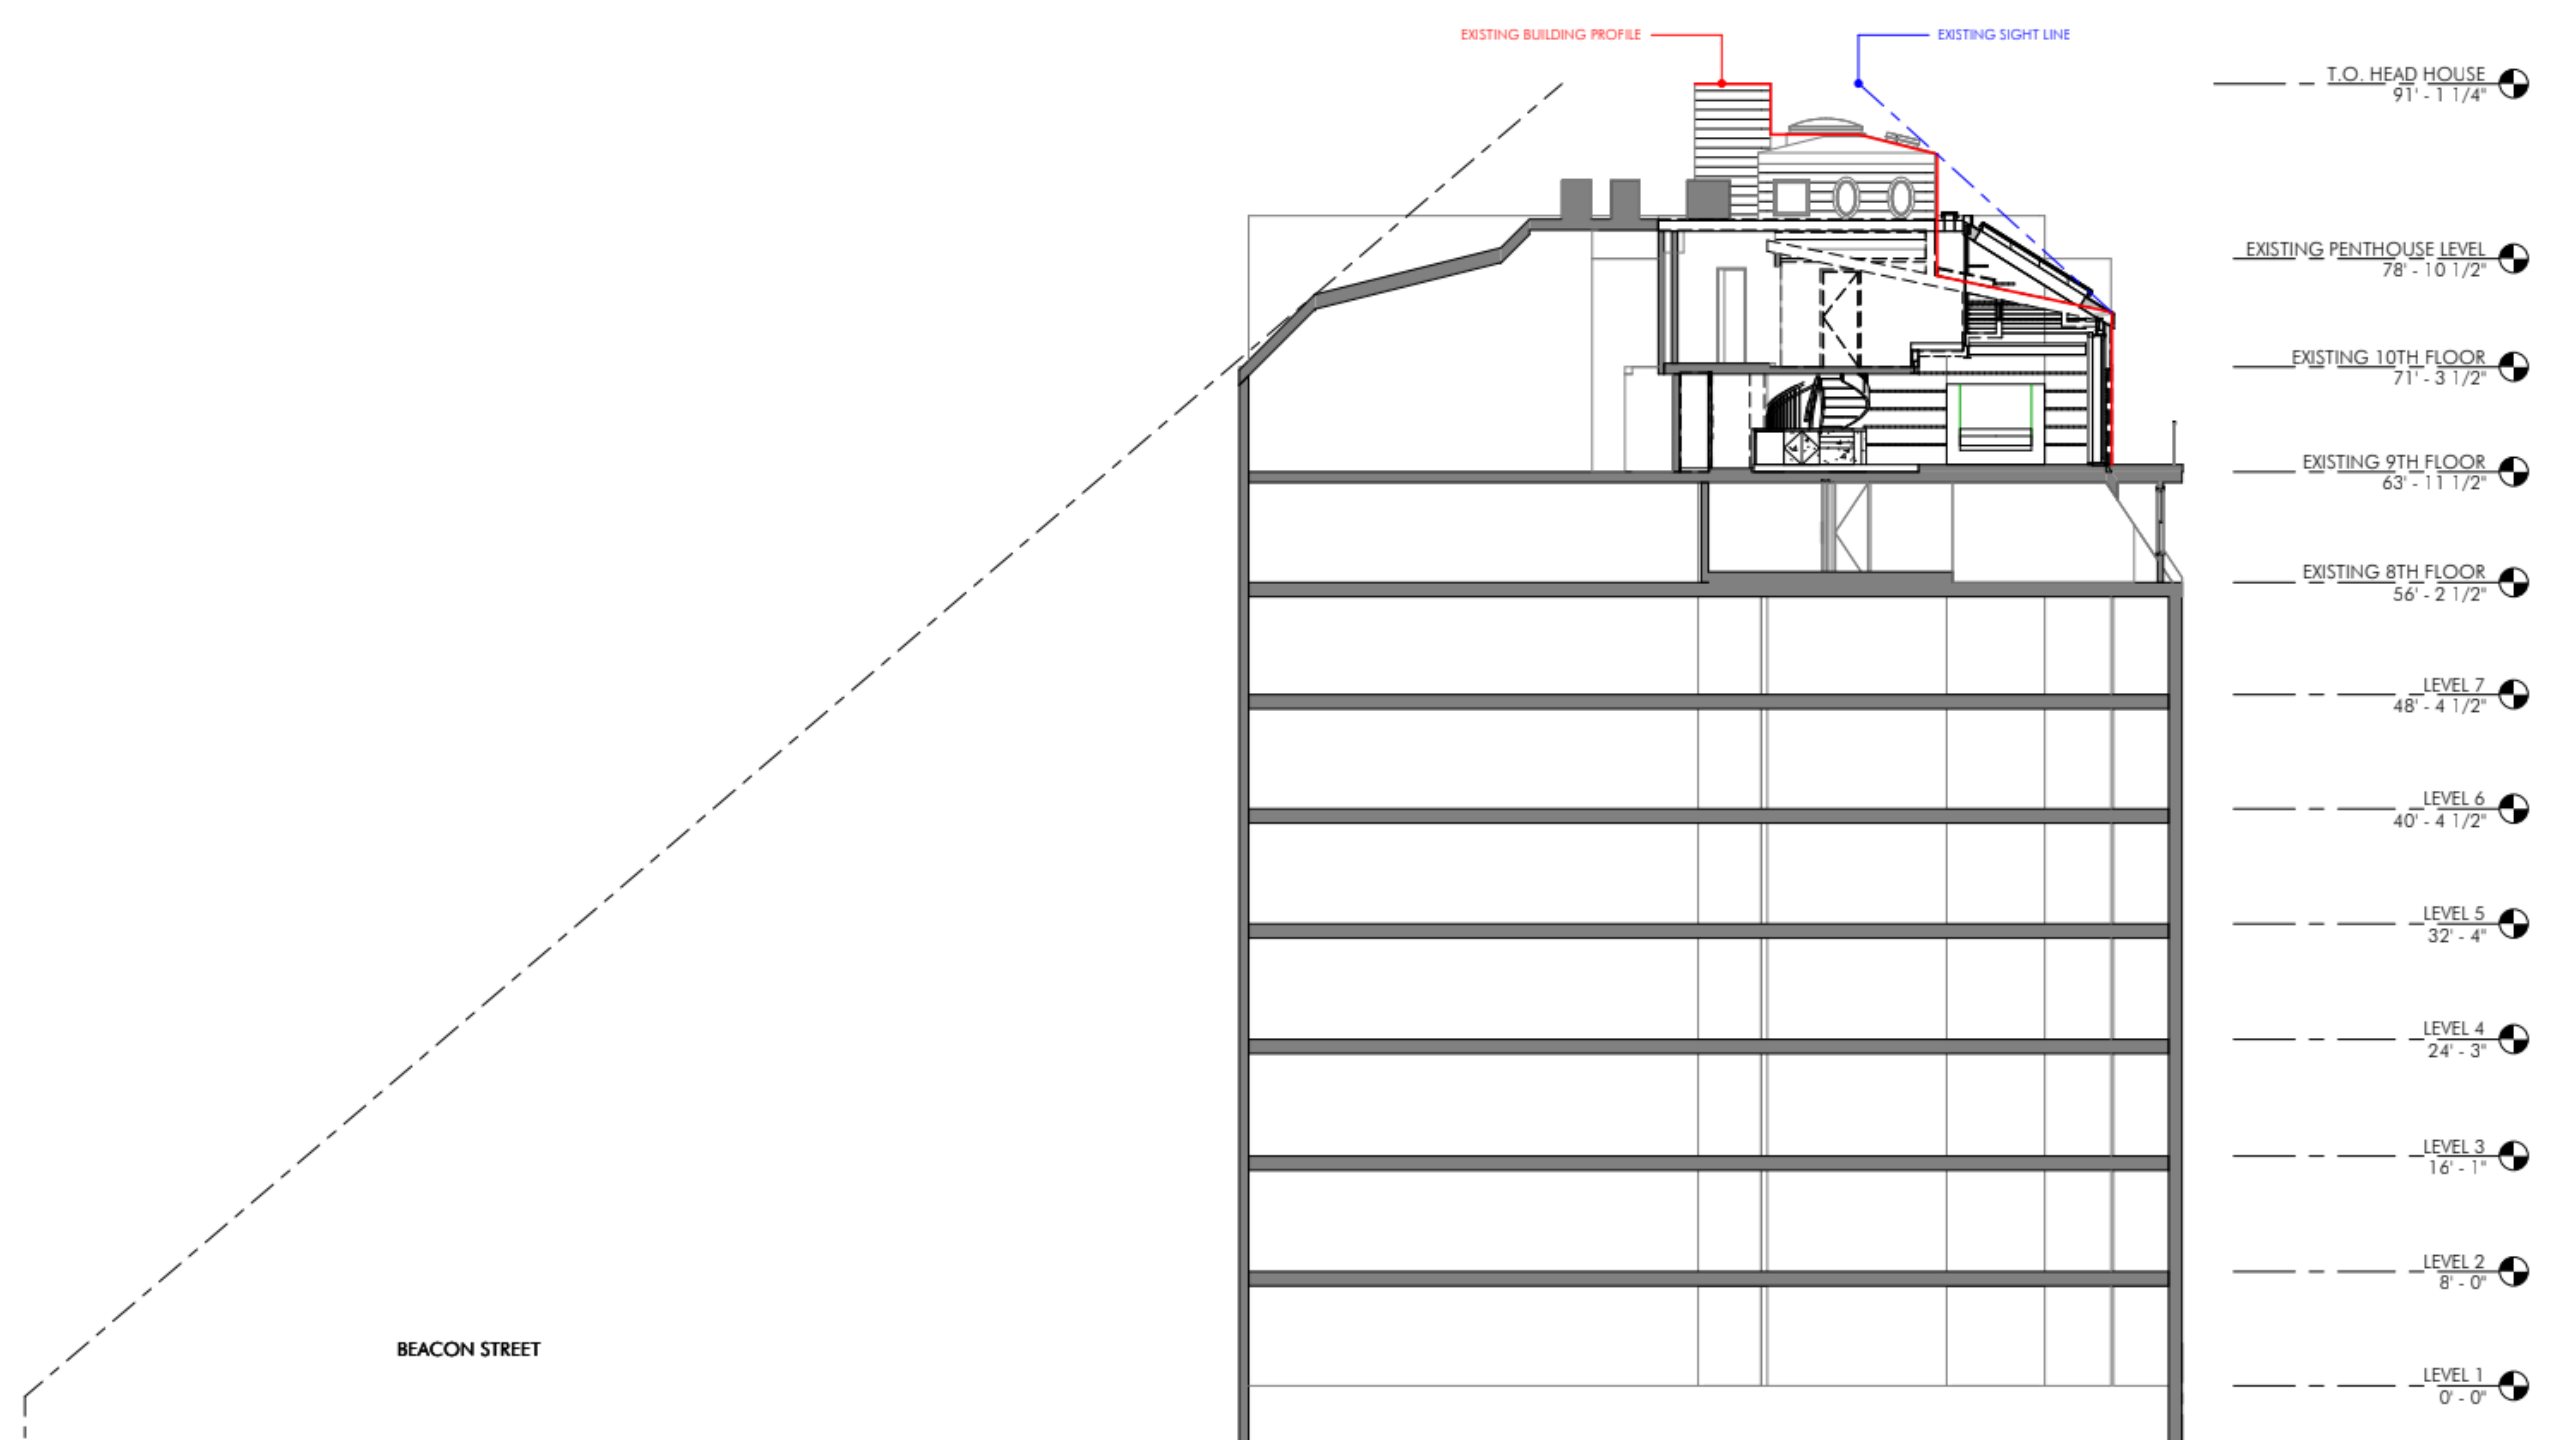 EXISTING BUILDING PROFILE
EXISTING SIGHT LINE
T.O. HEAD HOUSE
91' - 1 1/4"
EXISTING PENTHOUSE LEVEL
78' - 10 1/2"
EXISTING 10TH FLOOR
71' - 3 1/2"
EXISTING 9TH FLOOR
63' - 11 1/2"
EXISTING 8TH FLOOR
56' - 2 1/2"
LEVEL 7
48' - 4 1/2"
LEVEL 6
40' - 4 1/2"
LEVEL 5
32' - 4"
LEVEL 4
24' - 3"
LEVEL 3
16' - 1"
LEVEL 2
8' - 0"
BEACON STREET
LEVEL 1
0' - 0"